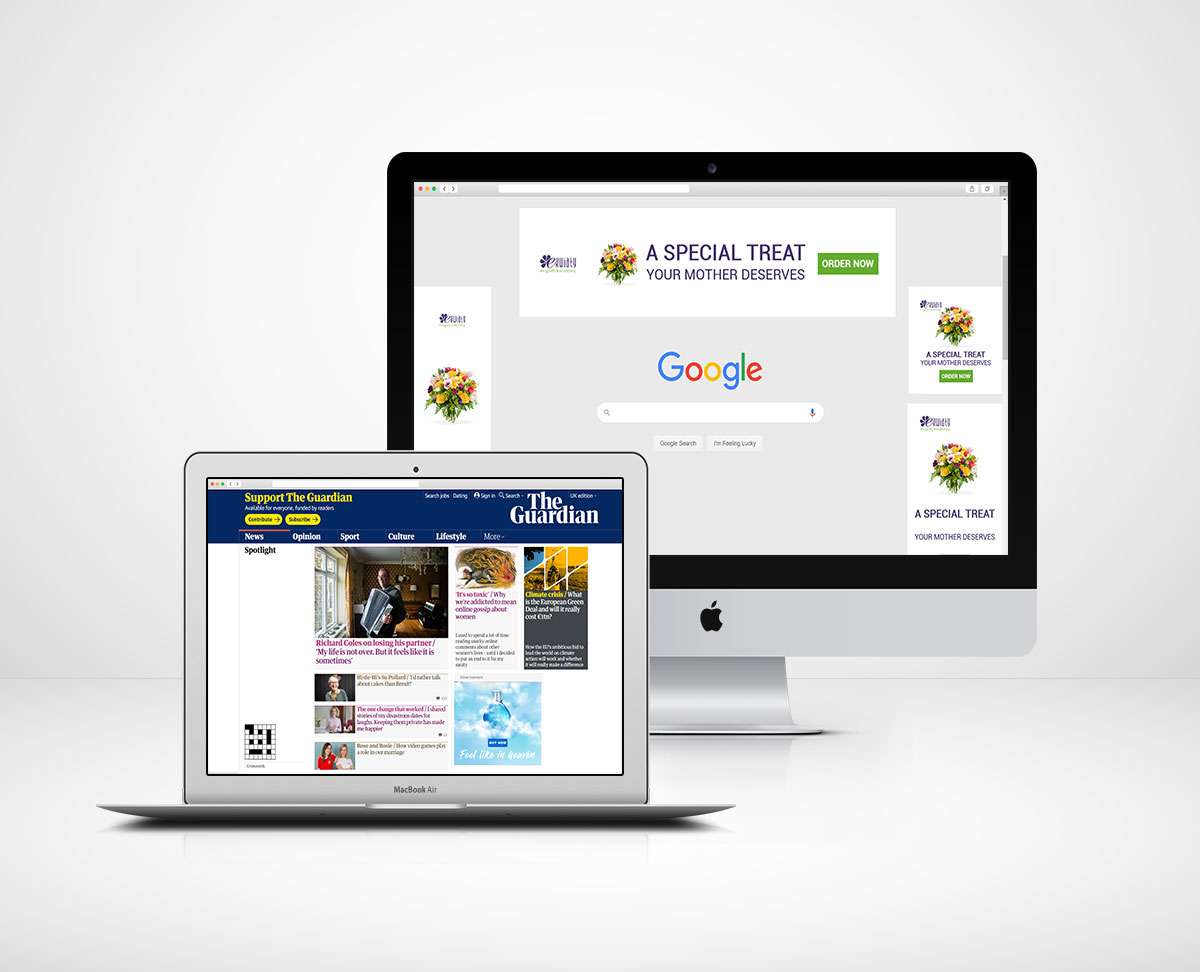 A SPECIAL TREAT
YOUR MOTHER DESERVES
ORDER NOW
Google
Google Search
I'm Feeling Lucky
A SPECIAL TREAT
YOUR MOTHER DESERVES
ORDER NOW
A SPECIAL TREAT
YOUR MOTHER DESERVES
Support The Guardian
Available for everyone, funded by readers
Contribute →
Subscribe →
Search jobs
Dating
Sign in
Search
UK edition
The
Guardian
News
Opinion
Sport
Culture
Lifestyle
More
Spotlight
Richard Coles on losing his partner /
'My life is not over. But it feels like it is
sometimes'
'It's so toxic' / Why
we're addicted to mean
online gossip about
women
I used to spend a lot of time
reading snarky online
comments about other
women's lives – until I decided
to put an end to it for my
sanity
Climate crisis / What
is the European Green
Deal and will it really
cost €1tn?
How the EU's ambitious bid to
lead the world on climate
action will work and whether
it will really make a difference
Hi-de-Hi's Su Pollard / I'd rather talk
about cakes than Brexit!
The one change that worked / I shared
stories of my disastrous dates for
laughs. Keeping them private has made
me happier
Rose and Rosie / How video games play
a role in our marriage
Crosswords
Advertisement
BUY NOW
Feel like in heaven
MacBook Air